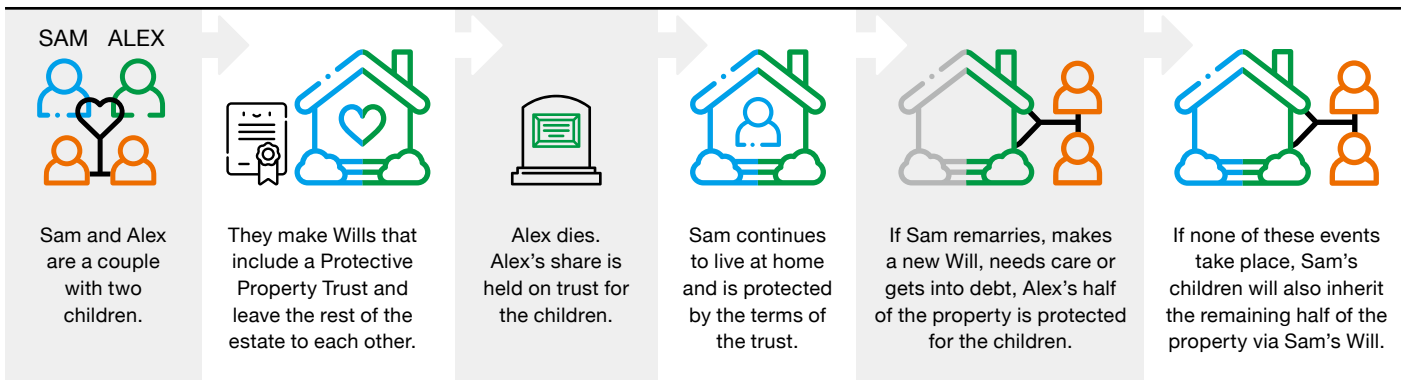 SAM ALEX
Sam and Alex
are a couple
with two
children.
They make Wills that
include a Protective
Property Trust and
leave the rest of the
estate to each other.
Alex dies.
Alex’s share is
held on trust for
the children.
Sam continues
to live at home
and is protected
by the terms of
the trust.
If Sam remarries, makes
a new Will, needs care or
gets into debt, Alex’s half
of the property is protected
for the children.
If none of these events
take place, Sam’s
children will also inherit
the remaining half of the
property via Sam’s Will.